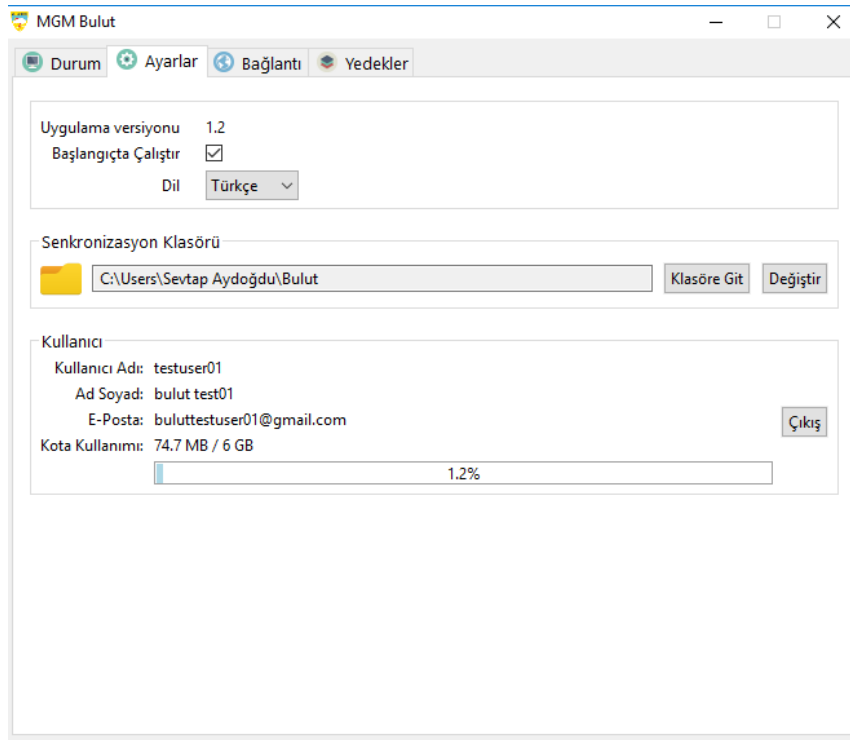 MGM Bulut
Durum Ayarlar Bağlantı Yedekler
Uygulama versiyonu 1.2
Başlangıçta Çalıştır
Dil Türkçe
Senkronizasyon Klasörü
C:\Users\Sevtap Aydoğdu\Bulut Klasöre Git Değiştir
Kullanıcı
Kullanıcı Adı: testuser01
Ad Soyad: bulut test01
E-Posta: buluttestuser01@gmail.com
Çıkış
Kota Kullanımı: 74.7 MB / 6 GB
1.2%